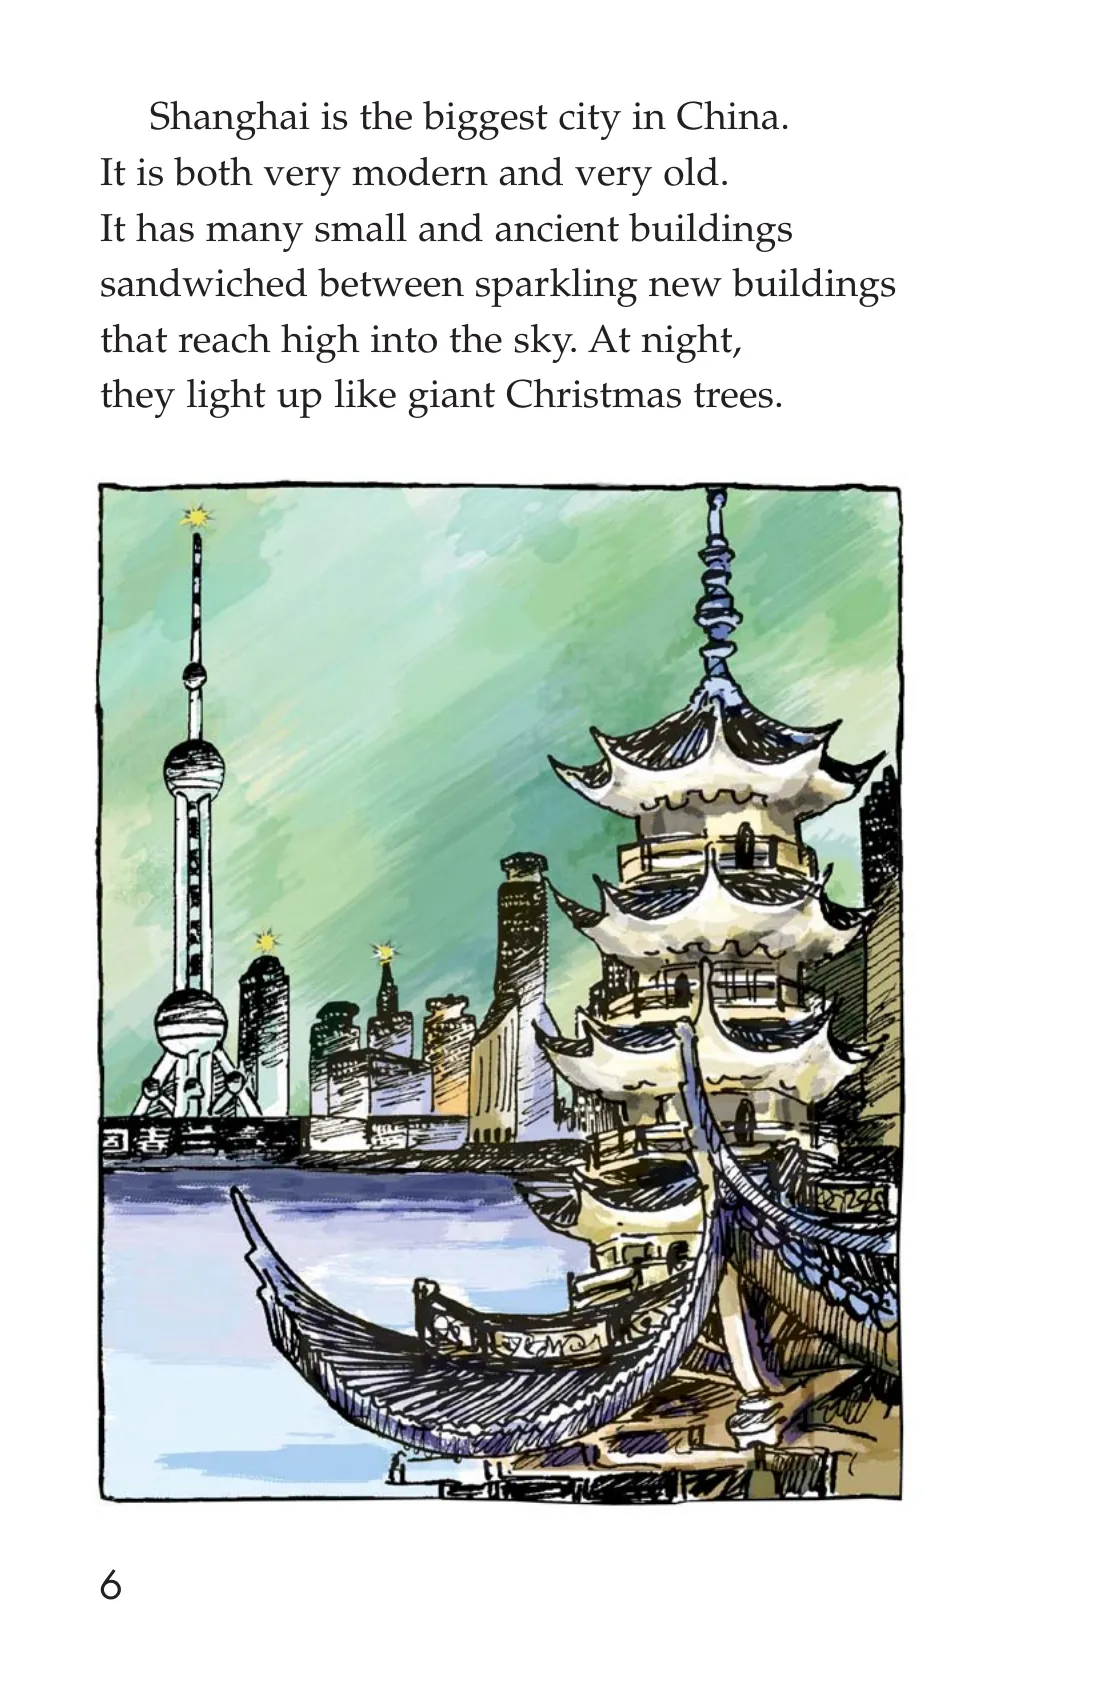 Shanghai is the biggest city in China.
It is both very modern and very old.
It has many small and ancient buildings
sandwiched between sparkling new buildings
that reach high into the sky. At night,
they light up like giant Christmas trees.
6